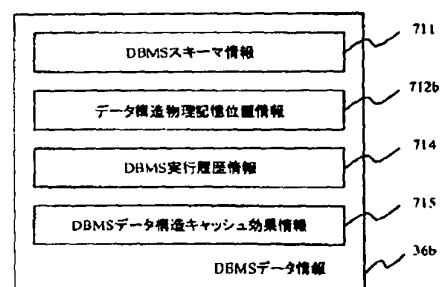 DBMSスキーマ情報
711
データ構造物理記憶位置情報
712b
DBMS実行履歴情報
714
DBMSデータ構造キャッシュ効果情報
715
DBMSデータ情報
36b